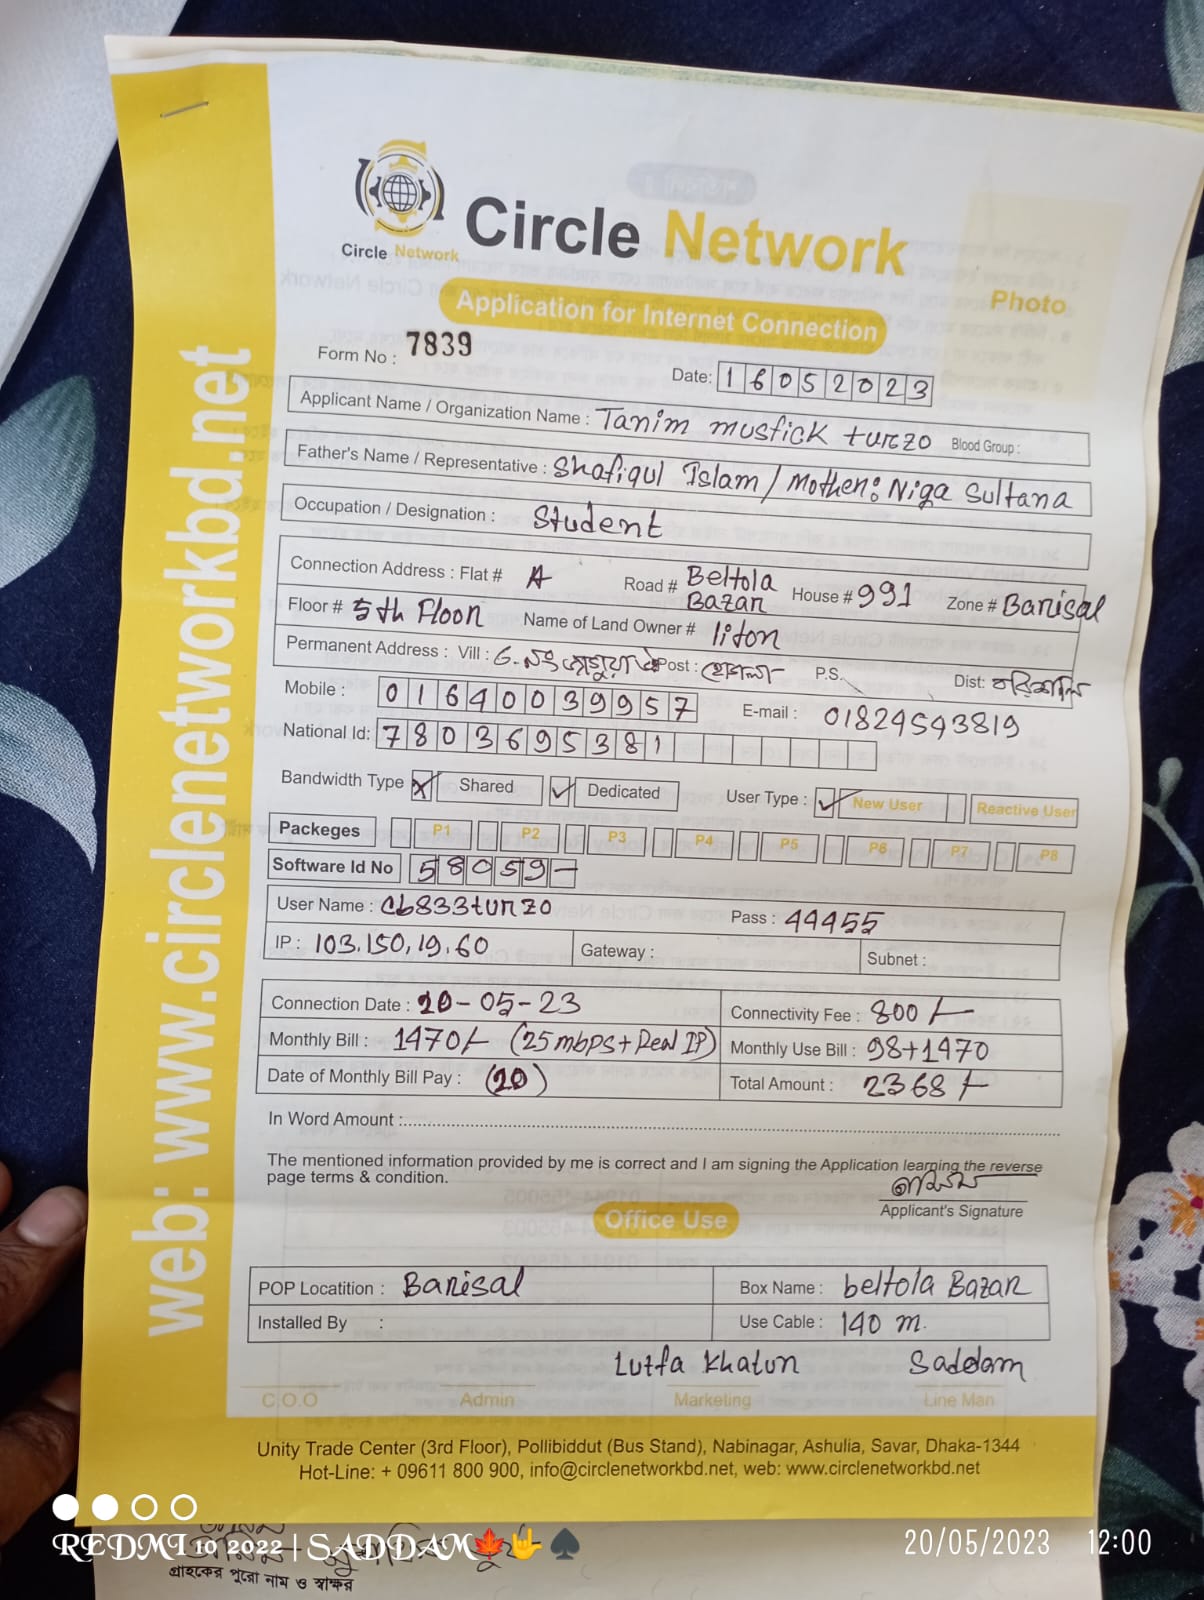 Circle Network
Circle Network
Photo
Application for Internet Connection
Form No : 7839
Date: 16052023
Applicant Name / Organization Name : Tanim musfick turzo Blood Group :
Father's Name / Representative : Shafiqul Islam / Mother: Niga Sultana
Occupation / Designation : Student
Connection Address : Flat # A Road # Beltola Bazar House # 991 Zone # Barisal
Floor # 5th Floor Name of Land Owner # liton
Permanent Address : Vill : Post : P.S. Dist: বরিশাল
Mobile : 01640039957 E-mail : 01829593819
National Id: 7803695381
Bandwidth Type Shared Dedicated User Type : New User Reactive User
Packeges P1 P2 P3 P4 P5 P6 P7 P8
Software Id No 58059-
User Name : Cb833turzo Pass : 44455
IP : 103.150,19.60 Gateway : Subnet :
Connection Date : 20-05-23 Connectivity Fee : 800/-
Monthly Bill : 1470/- (25mbps+Real IP) Monthly Use Bill : 98+1470
Date of Monthly Bill Pay : (20) Total Amount : 2368/-
In Word Amount :
The mentioned information provided by me is correct and I am signing the Application learning the reverse
page terms & condition.
Applicant's Signature
Office Use
POP Locatition : Barisal Box Name : beltola Bazar
Installed By : Use Cable : 140 m.
Lutfa Khatun Saddam
C.O.O Admin Marketing Line Man
Unity Trade Center (3rd Floor), Pollibiddut (Bus Stand), Nabinagar, Ashulia, Savar, Dhaka-1344
Hot-Line: + 09611 800 900, info@circlenetworkbd.net, web: www.circlenetworkbd.net
web: www.circlenetworkbd.net
REDMI 10 2022 | SADDAM🍁🤟♠ 20/05/2023 12:00
গ্রাহকের পুরো নাম ও স্বাক্ষর